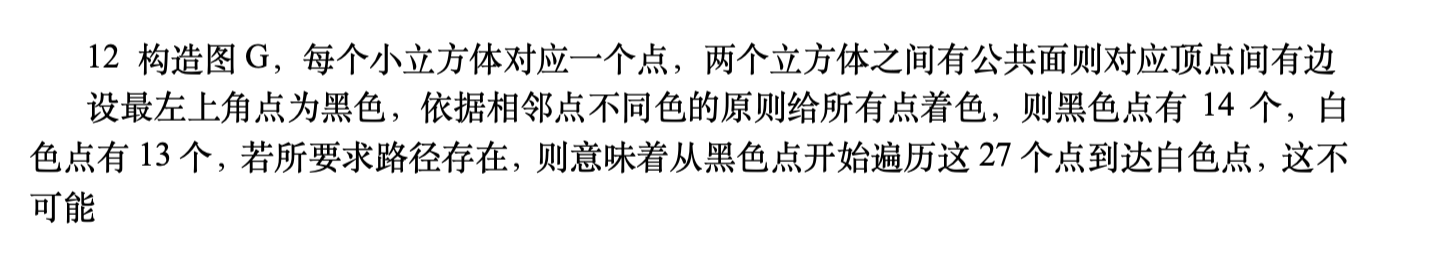 12 构造图 G，每个小立方体对应一个点，两个立方体之间有公共面则对应顶点间有边
设最左上角点为黑色，依据相邻点不同色的原则给所有点着色，则黑色点有 14 个，白
色点有 13 个，若所要求路径存在，则意味着从黑色点开始遍历这 27 个点到达白色点，这不
可能